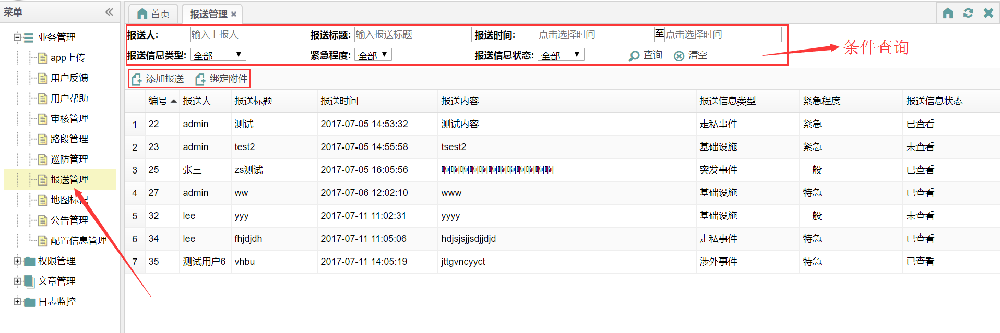 菜单
首页
报送管理
业务管理
app上传
用户反馈
用户帮助
审核管理
路段管理
巡防管理
报送管理
地图标记
公告管理
配置信息管理
权限管理
文章管理
日志监控
报送人: 输入上报人 报送标题: 输入报送标题 报送时间: 点击选择时间 至 点击选择时间
报送信息类型: 全部 紧急程度: 全部 报送信息状态: 全部 查询 清空
条件查询
添加报送 绑定附件
编号 报送人 报送标题 报送时间 报送内容 报送信息类型 紧急程度 报送信息状态
1 22 admin 测试 2017-07-05 14:53:32 测试内容 走私事件 紧急 已查看
2 23 admin test2 2017-07-05 14:55:58 tsest2 基础设施 紧急 未查看
3 25 张三 zs测试 2017-07-05 16:05:56 啊啊啊啊啊啊啊啊啊啊啊啊 突发事件 一般 已查看
4 27 admin ww 2017-07-06 12:02:10 www 基础设施 特急 已查看
5 32 lee yyy 2017-07-11 11:02:31 yyyy 基础设施 一般 未查看
6 34 lee fhjdjdh 2017-07-11 11:05:06 hdjsjsjjsdjjdjd 走私事件 特急 已查看
7 35 测试用户6 vhbu 2017-07-11 14:05:19 jttgvncyyct 涉外事件 特急 已查看